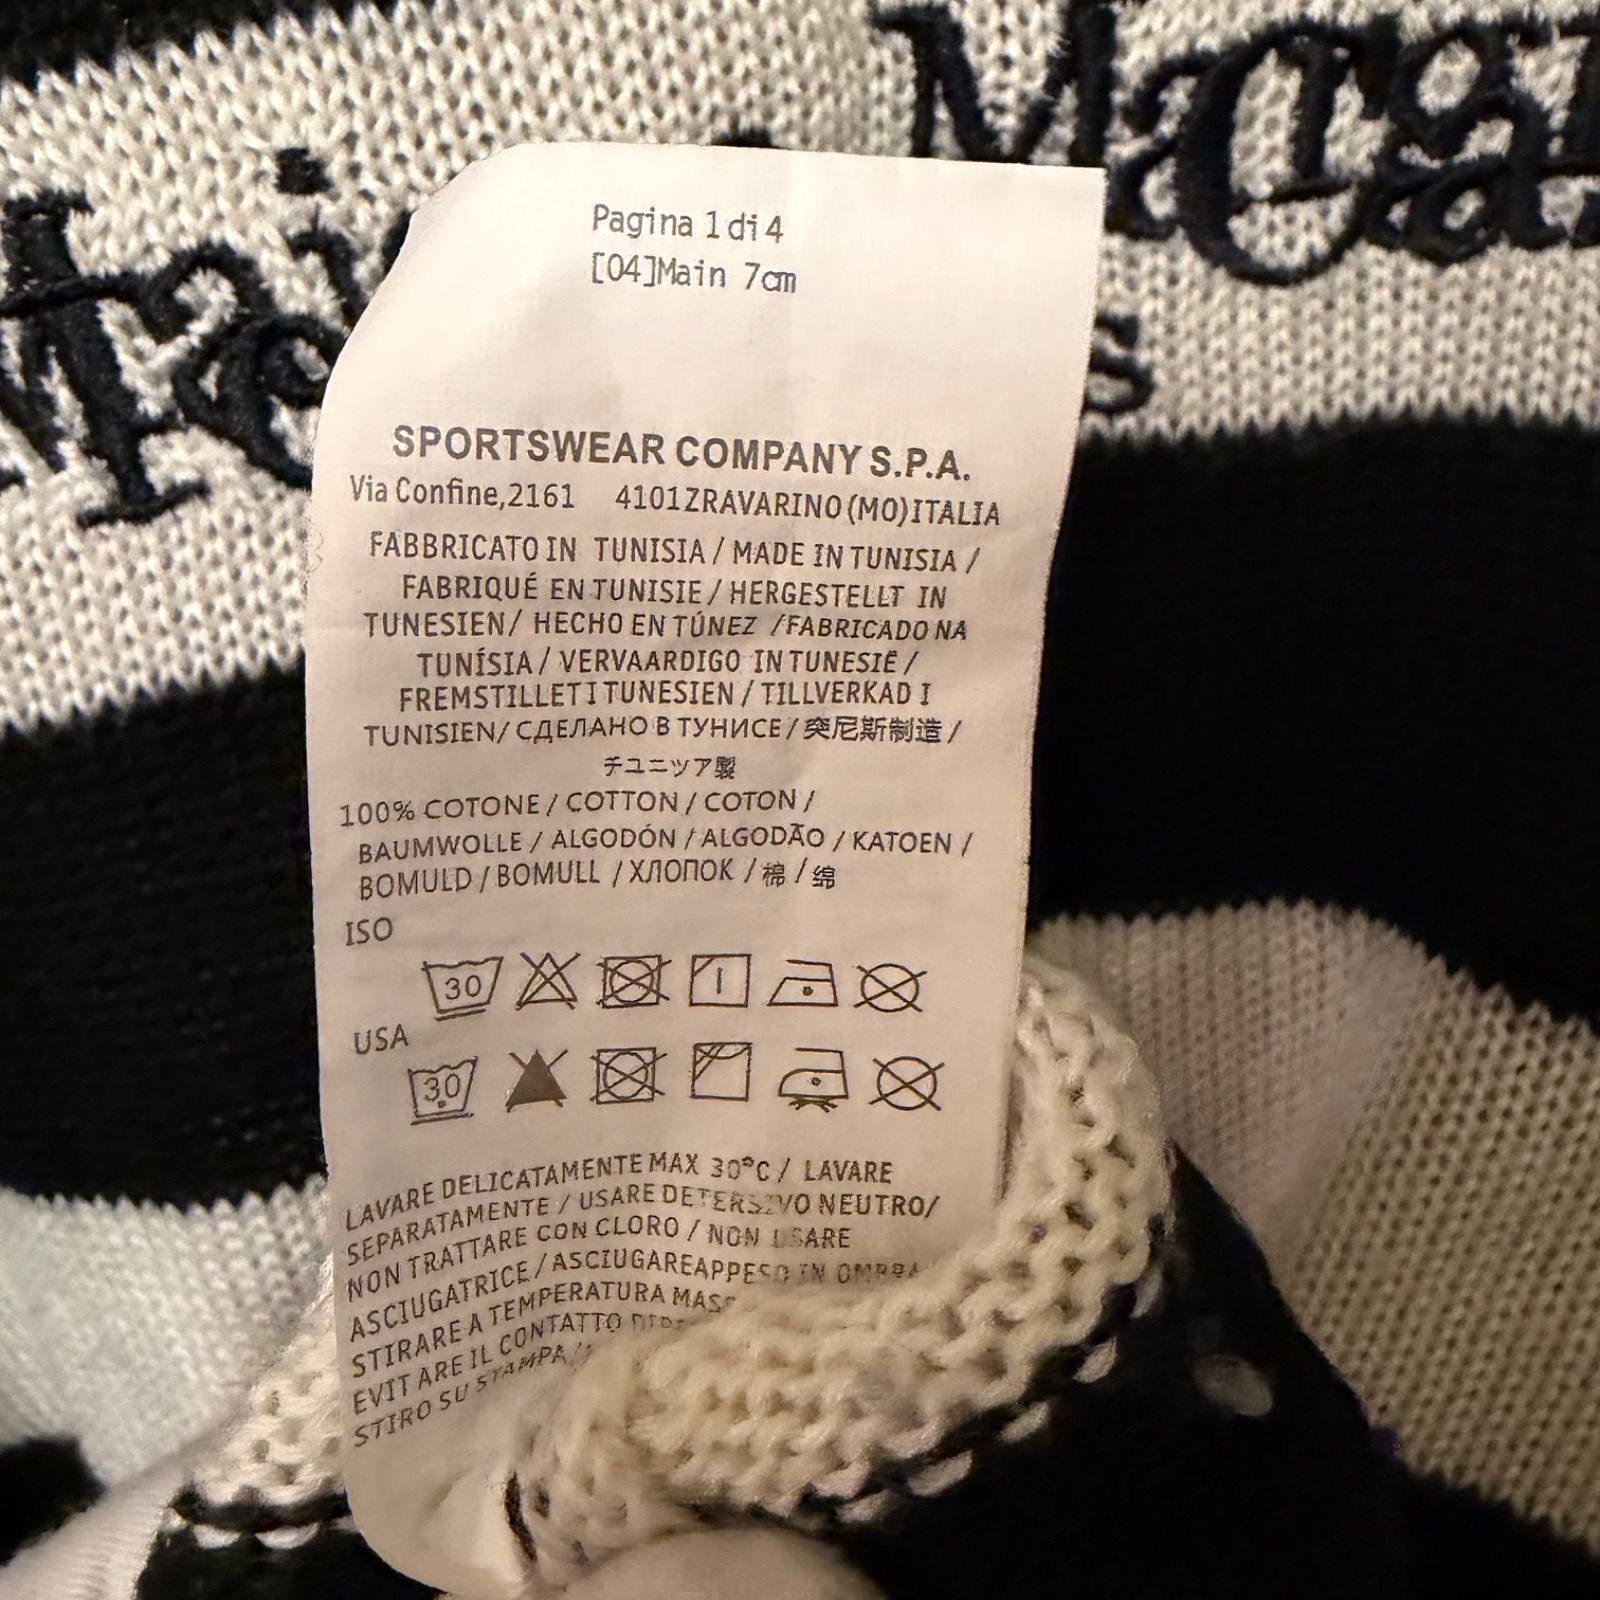 Pagina 1 di 4
[04]Main 7cm
SPORTSWEAR COMPANY S.P.A.
Via Confine,2161 4101ZRAVARINO(MO)ITALIA
FABBRICATO IN TUNISIA / MADE IN TUNISIA /
FABRIQUÉ EN TUNISIE / HERGESTELLT IN
TUNESIEN / HECHO EN TÚNEZ / FABRICADO NA
TUNÍSIA / VERVAARDIGO IN TUNESIË /
FREMSTILLET I TUNESIEN / TILLVERKAD I
TUNISIEN / СДЕЛАНО В ТУНИСЕ / 突尼斯制造 /
チユニツア製
100% COTONE / COTTON / COTON /
BAUMWOLLE / ALGODÓN / ALGODÃO / KATOEN /
BOMULD / BOMULL / ХЛОПОК / 棉 / 绵
ISO
30
USA
30
LAVARE DELICATAMENTE MAX 30°C / LAVARE
SEPARATAMENTE / USARE DETERSIVO NEUTRO/
NON TRATTARE CON CLORO / NON USARE
ASCIUGATRICE / ASCIUGARE APPESO IN OMBRA
STIRARE A TEMPERATURA
EVITARE IL CONTATTO
STIRO SU STAMPA